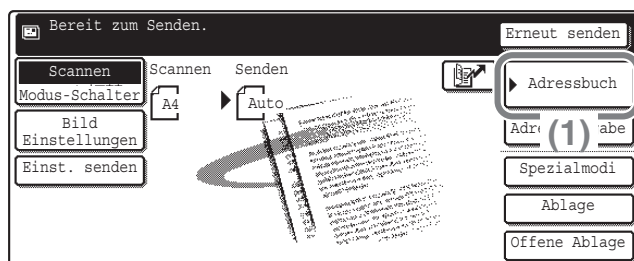 Bereit zum Senden.
Erneut senden
Scannen
Modus-Schalter
Scannen
Senden
A4
Auto
Adressbuch
Bild
Einstellungen
(1)
Einst. senden
Spezialmodi
Ablage
Offene Ablage